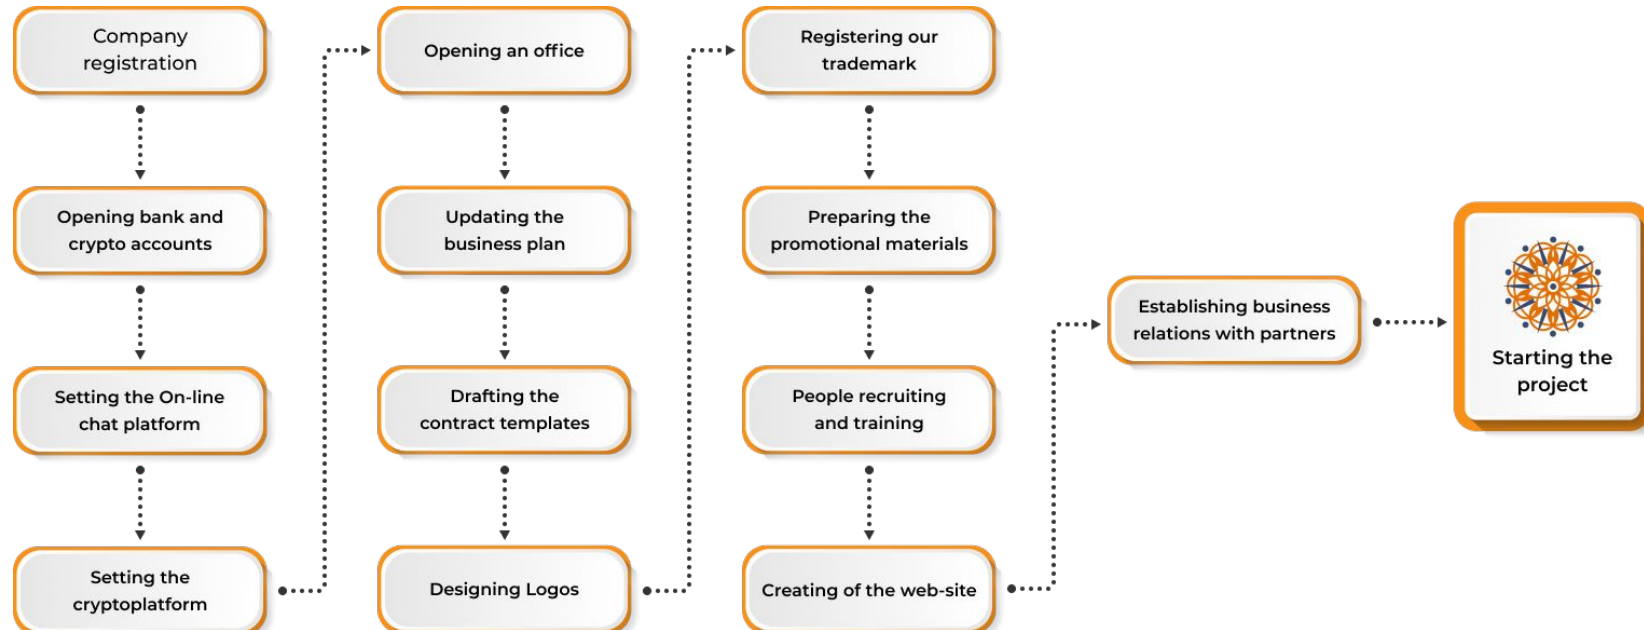 Company
registration
Opening bank and
crypto accounts
Setting the On-line
chat platform
Setting the
cryptoplatform
Opening an office
Updating the
business plan
Drafting the
contract templates
Designing Logos
Registering our
trademark
Preparing the
promotional materials
People recruiting
and training
Creating of the web-site
Establishing business
relations with partners
Starting the
project